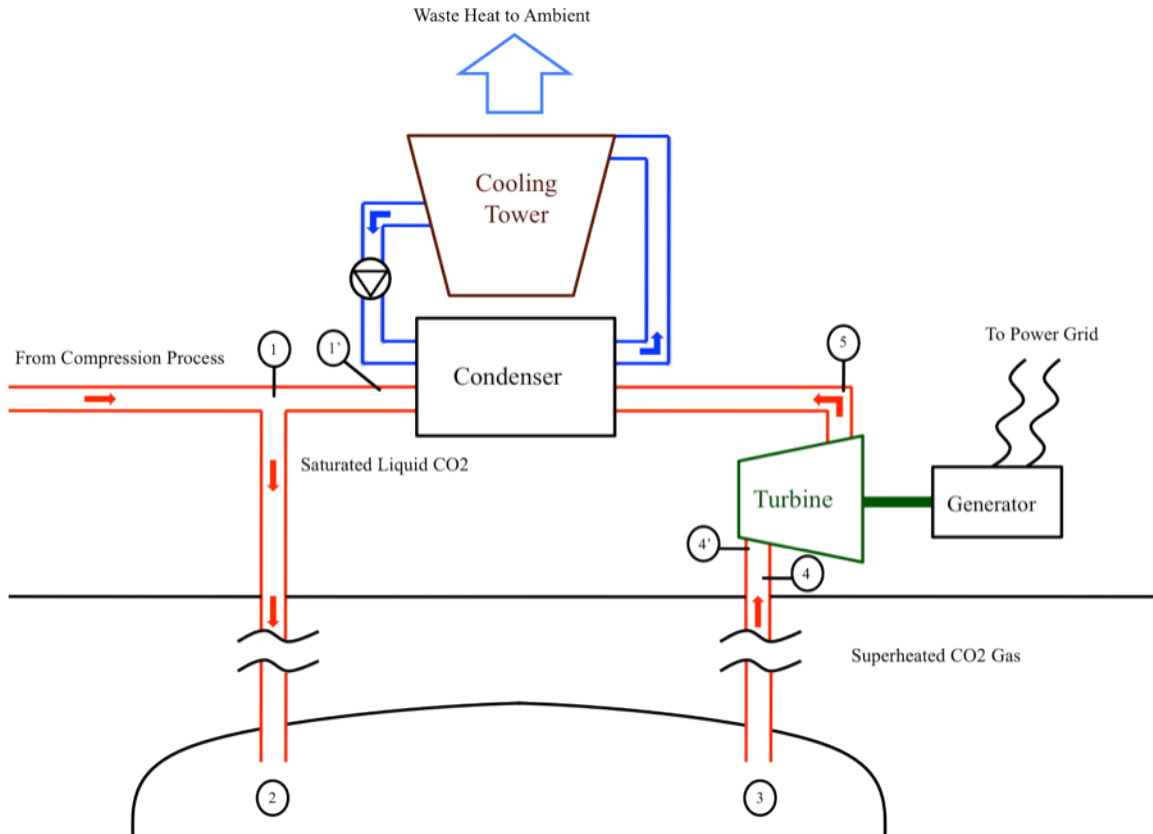 Waste Heat to Ambient
Cooling
Tower
To Power Grid
1
1'
5
From Compression Process
Condenser
Saturated Liquid CO2
Turbine
Generator
4'
4
Superheated CO2 Gas
2
3